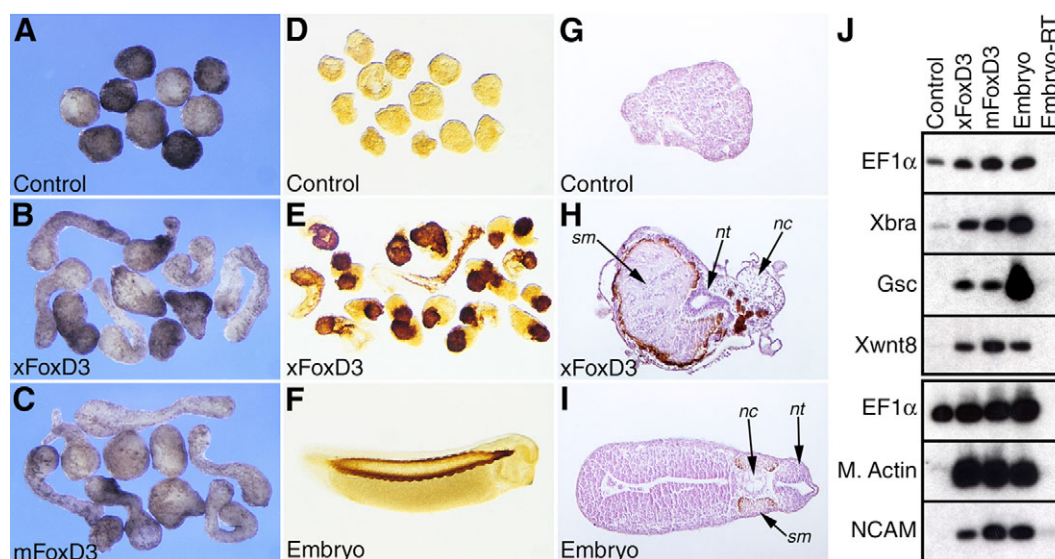 A
Control
B
xFoxD3
C
mFoxD3
D
Control
E
xFoxD3
F
Embryo
G
Control
H
sm
nt
nc
xFoxD3
I
nc
nt
sm
Embryo
J
Control
xFoxD3
mFoxD3
Embryo
Embryo-RT
EF1α
Xbra
Gsc
Xwnt8
EF1α
M. Actin
NCAM